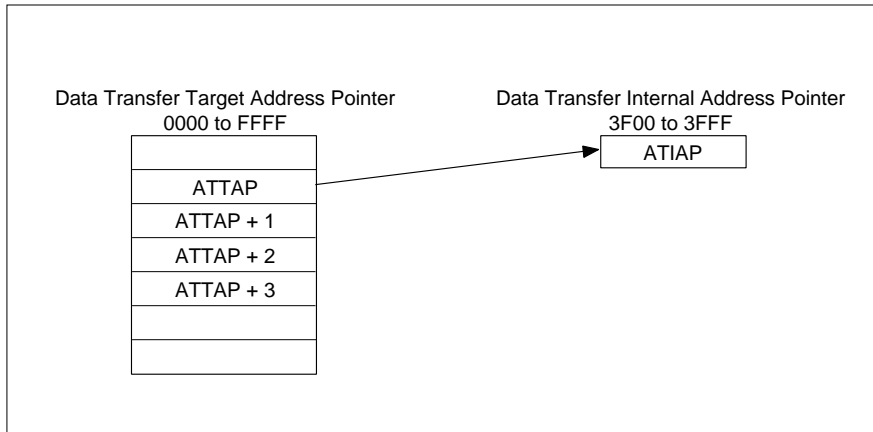 Data Transfer Target Address Pointer
0000 to FFFF
ATTAP
ATTAP + 1
ATTAP + 2
ATTAP + 3
Data Transfer Internal Address Pointer
3F00 to 3FFF
ATIAP